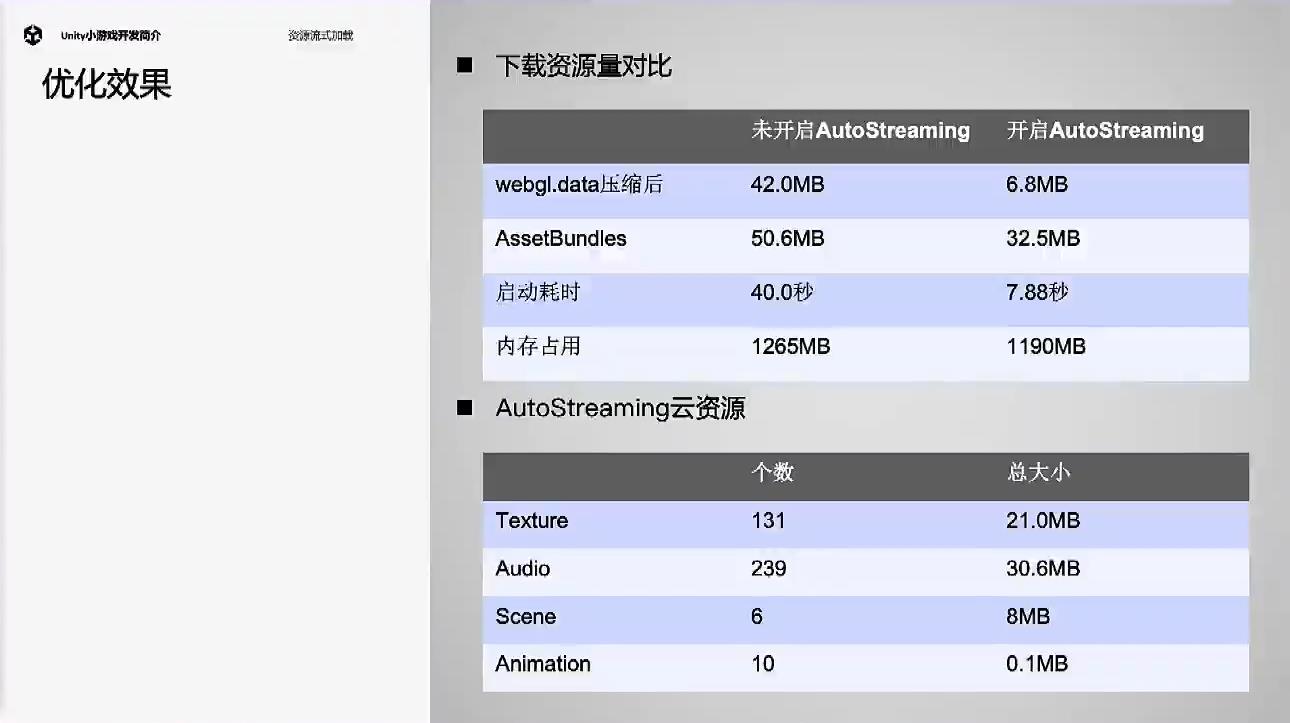 Unity小游戏开发简介 资源流式加载
优化效果
下载资源量对比
未开启AutoStreaming 开启AutoStreaming
webgl.data压缩后 42.0MB 6.8MB
AssetBundles 50.6MB 32.5MB
启动耗时 40.0秒 7.88秒
内存占用 1265MB 1190MB
AutoStreaming云资源
个数 总大小
Texture 131 21.0MB
Audio 239 30.6MB
Scene 6 8MB
Animation 10 0.1MB